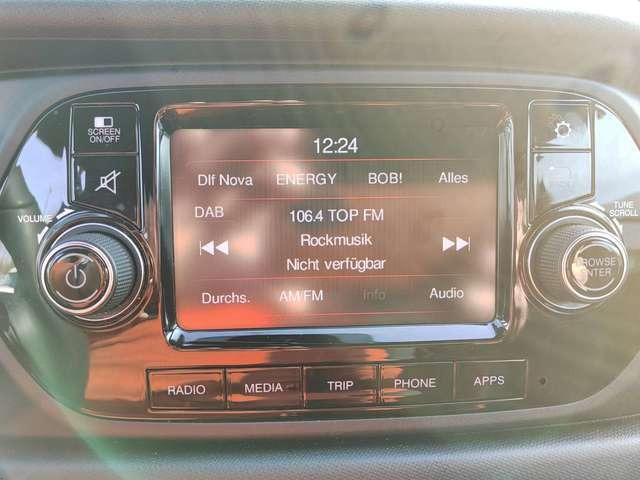 SCREEN
ON/OFF
12:24
Dlf Nova ENERGY BOB! Alles
DAB
106.4 TOP FM
Rockmusik
Nicht verfügbar
Durchs. AM/FM Info Audio
VOLUME
TUNE
SCROLL
BROWSE
ENTER
RADIO MEDIA TRIP PHONE APPS